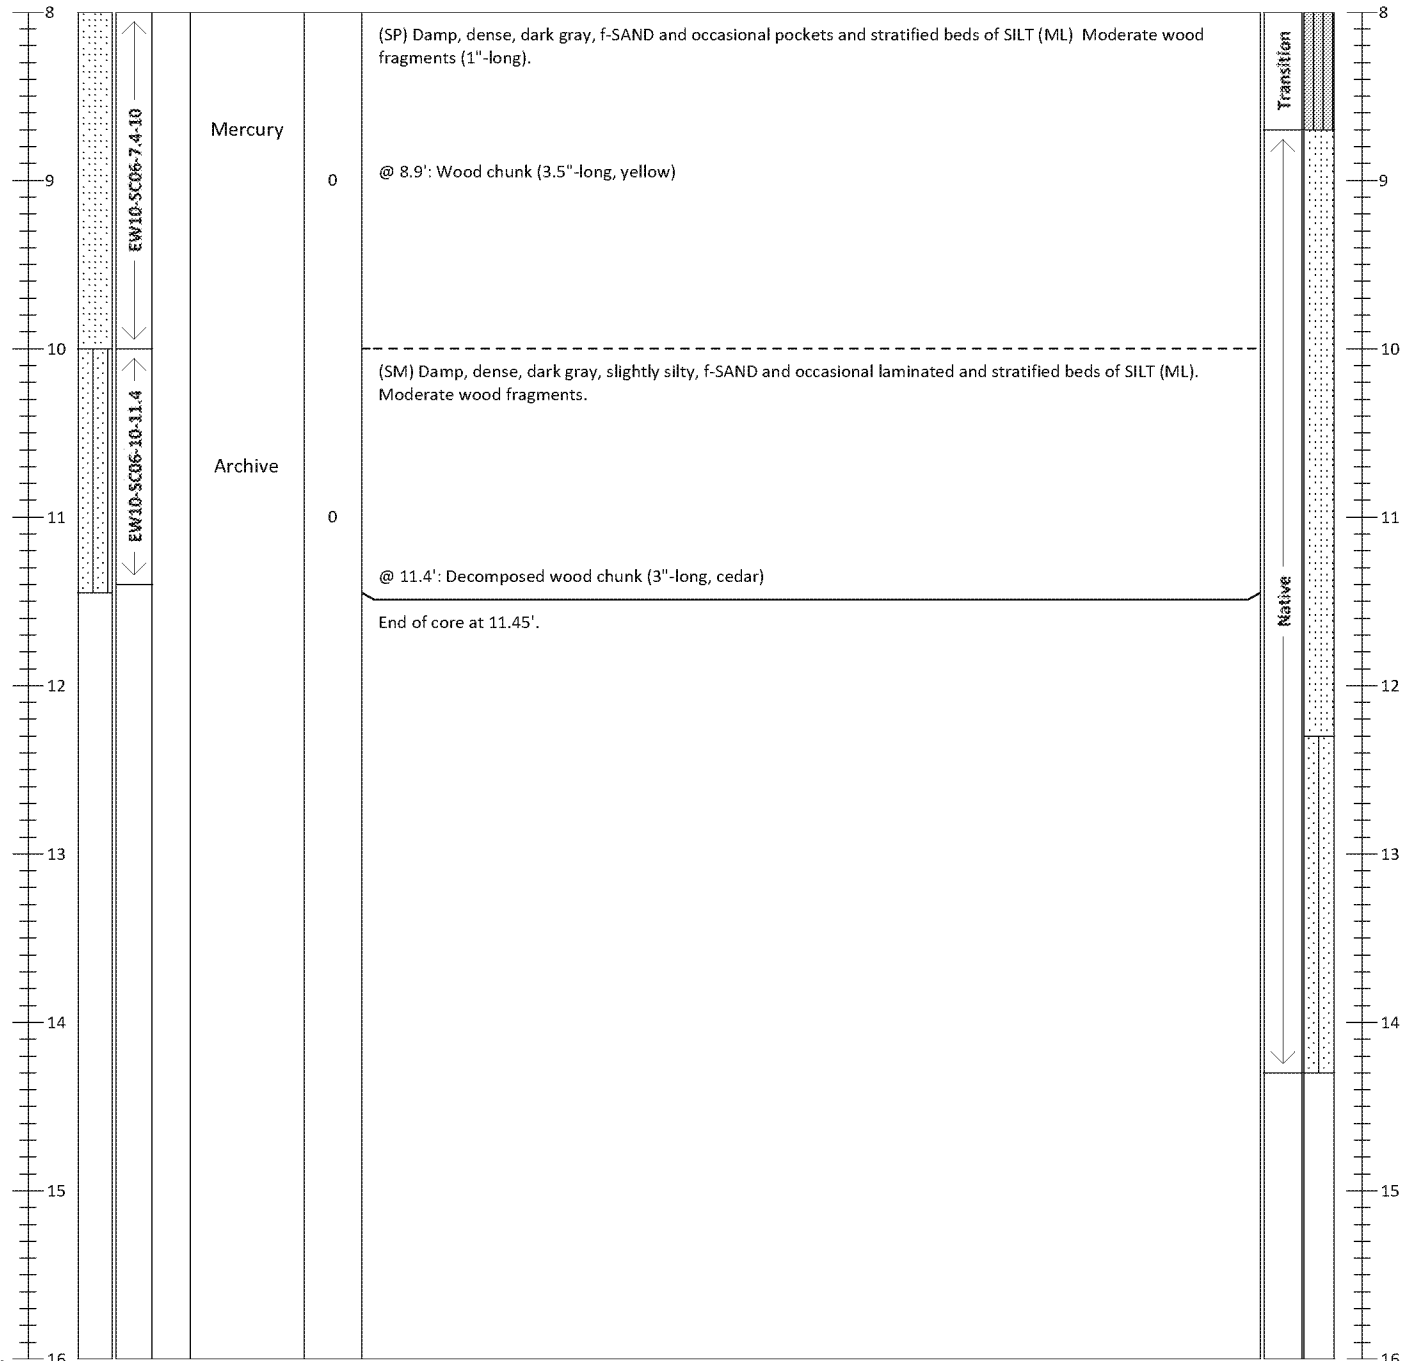 8
(SP) Damp, dense, dark gray, f-SAND and occasional pockets and stratified beds of SILT (ML) Moderate wood
fragments (1"-long).
8
Transition
EW10-SC06-7.4-10
Mercury
@ 8.9': Wood chunk (3.5"-long, yellow)
9
0
9
10
10
(SM) Damp, dense, dark gray, slightly silty, f-SAND and occasional laminated and stratified beds of SILT (ML).
Moderate wood fragments.
EW10-SC06-10-11.4
Archive
11
0
11
@ 11.4': Decomposed wood chunk (3"-long, cedar)
Native
End of core at 11.45'.
12
12
13
13
14
14
15
15
16
16